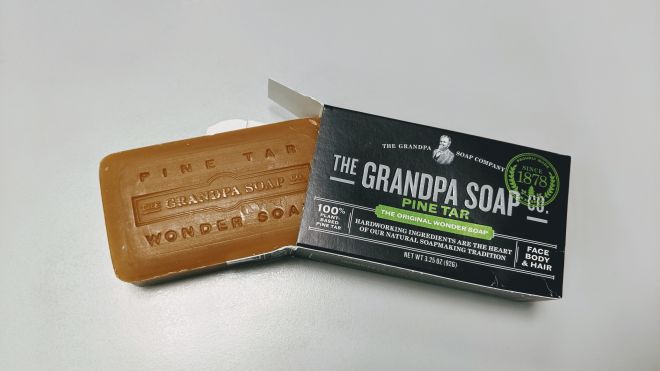 PINE TAR
THE GRANDPA SOAP CO.
WONDER SOAP
THE GRANDPA SOAP COMPANY
PROUDLY MADE
SINCE
1878
THE GRANDPA SOAP CO.
PINE TAR
THE ORIGINAL WONDER SOAP
100%
PLANT-
BASED
PINE TAR
HARDWORKING INGREDIENTS ARE THE HEART
OF OUR NATURAL SOAPMAKING TRADITION
FACE
BODY
& HAIR
NET WT 3.25 OZ (92G)